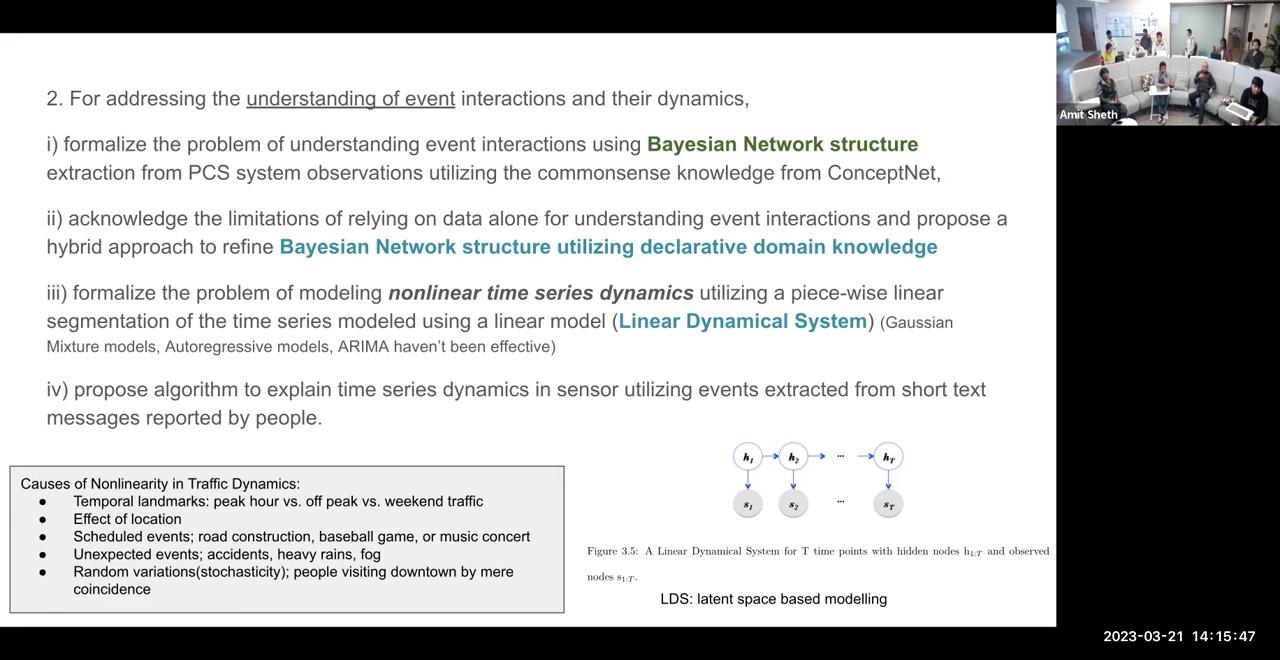 2. For addressing the understanding of event interactions and their dynamics,
i) formalize the problem of understanding event interactions using Bayesian Network structure
extraction from PCS system observations utilizing the commonsense knowledge from ConceptNet,
ii) acknowledge the limitations of relying on data alone for understanding event interactions and propose a
hybrid approach to refine Bayesian Network structure utilizing declarative domain knowledge
iii) formalize the problem of modeling nonlinear time series dynamics utilizing a piece-wise linear
segmentation of the time series modeled using a linear model (Linear Dynamical System) (Gaussian
Mixture models, Autoregressive models, ARIMA haven't been effective)
iv) propose algorithm to explain time series dynamics in sensor utilizing events extracted from short text
messages reported by people.
Causes of Nonlinearity in Traffic Dynamics:
● Temporal landmarks: peak hour vs. off peak vs. weekend traffic
● Effect of location
● Scheduled events; road construction, baseball game, or music concert
● Unexpected events; accidents, heavy rains, fog
● Random variations(stochasticity); people visiting downtown by mere
coincidence
h1 h2 ... hT
s1 s2 ... sT
Figure 3.5: A Linear Dynamical System for T time points with hidden nodes h1:T and observed
nodes s1:T.
LDS: latent space based modelling
Amit Sheth
2023-03-21 14:15:47